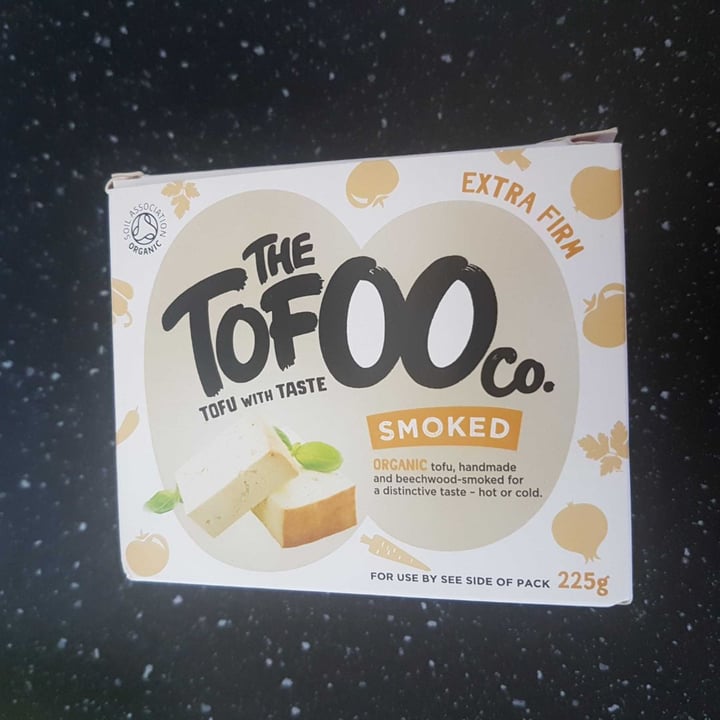 SOIL ASSOCIATION
ORGANIC
EXTRA FIRM
THE
TOFOO CO.
TOFU WITH TASTE
SMOKED
ORGANIC tofu, handmade
and beechwood-smoked for
a distinctive taste - hot or cold.
FOR USE BY SEE SIDE OF PACK 225g